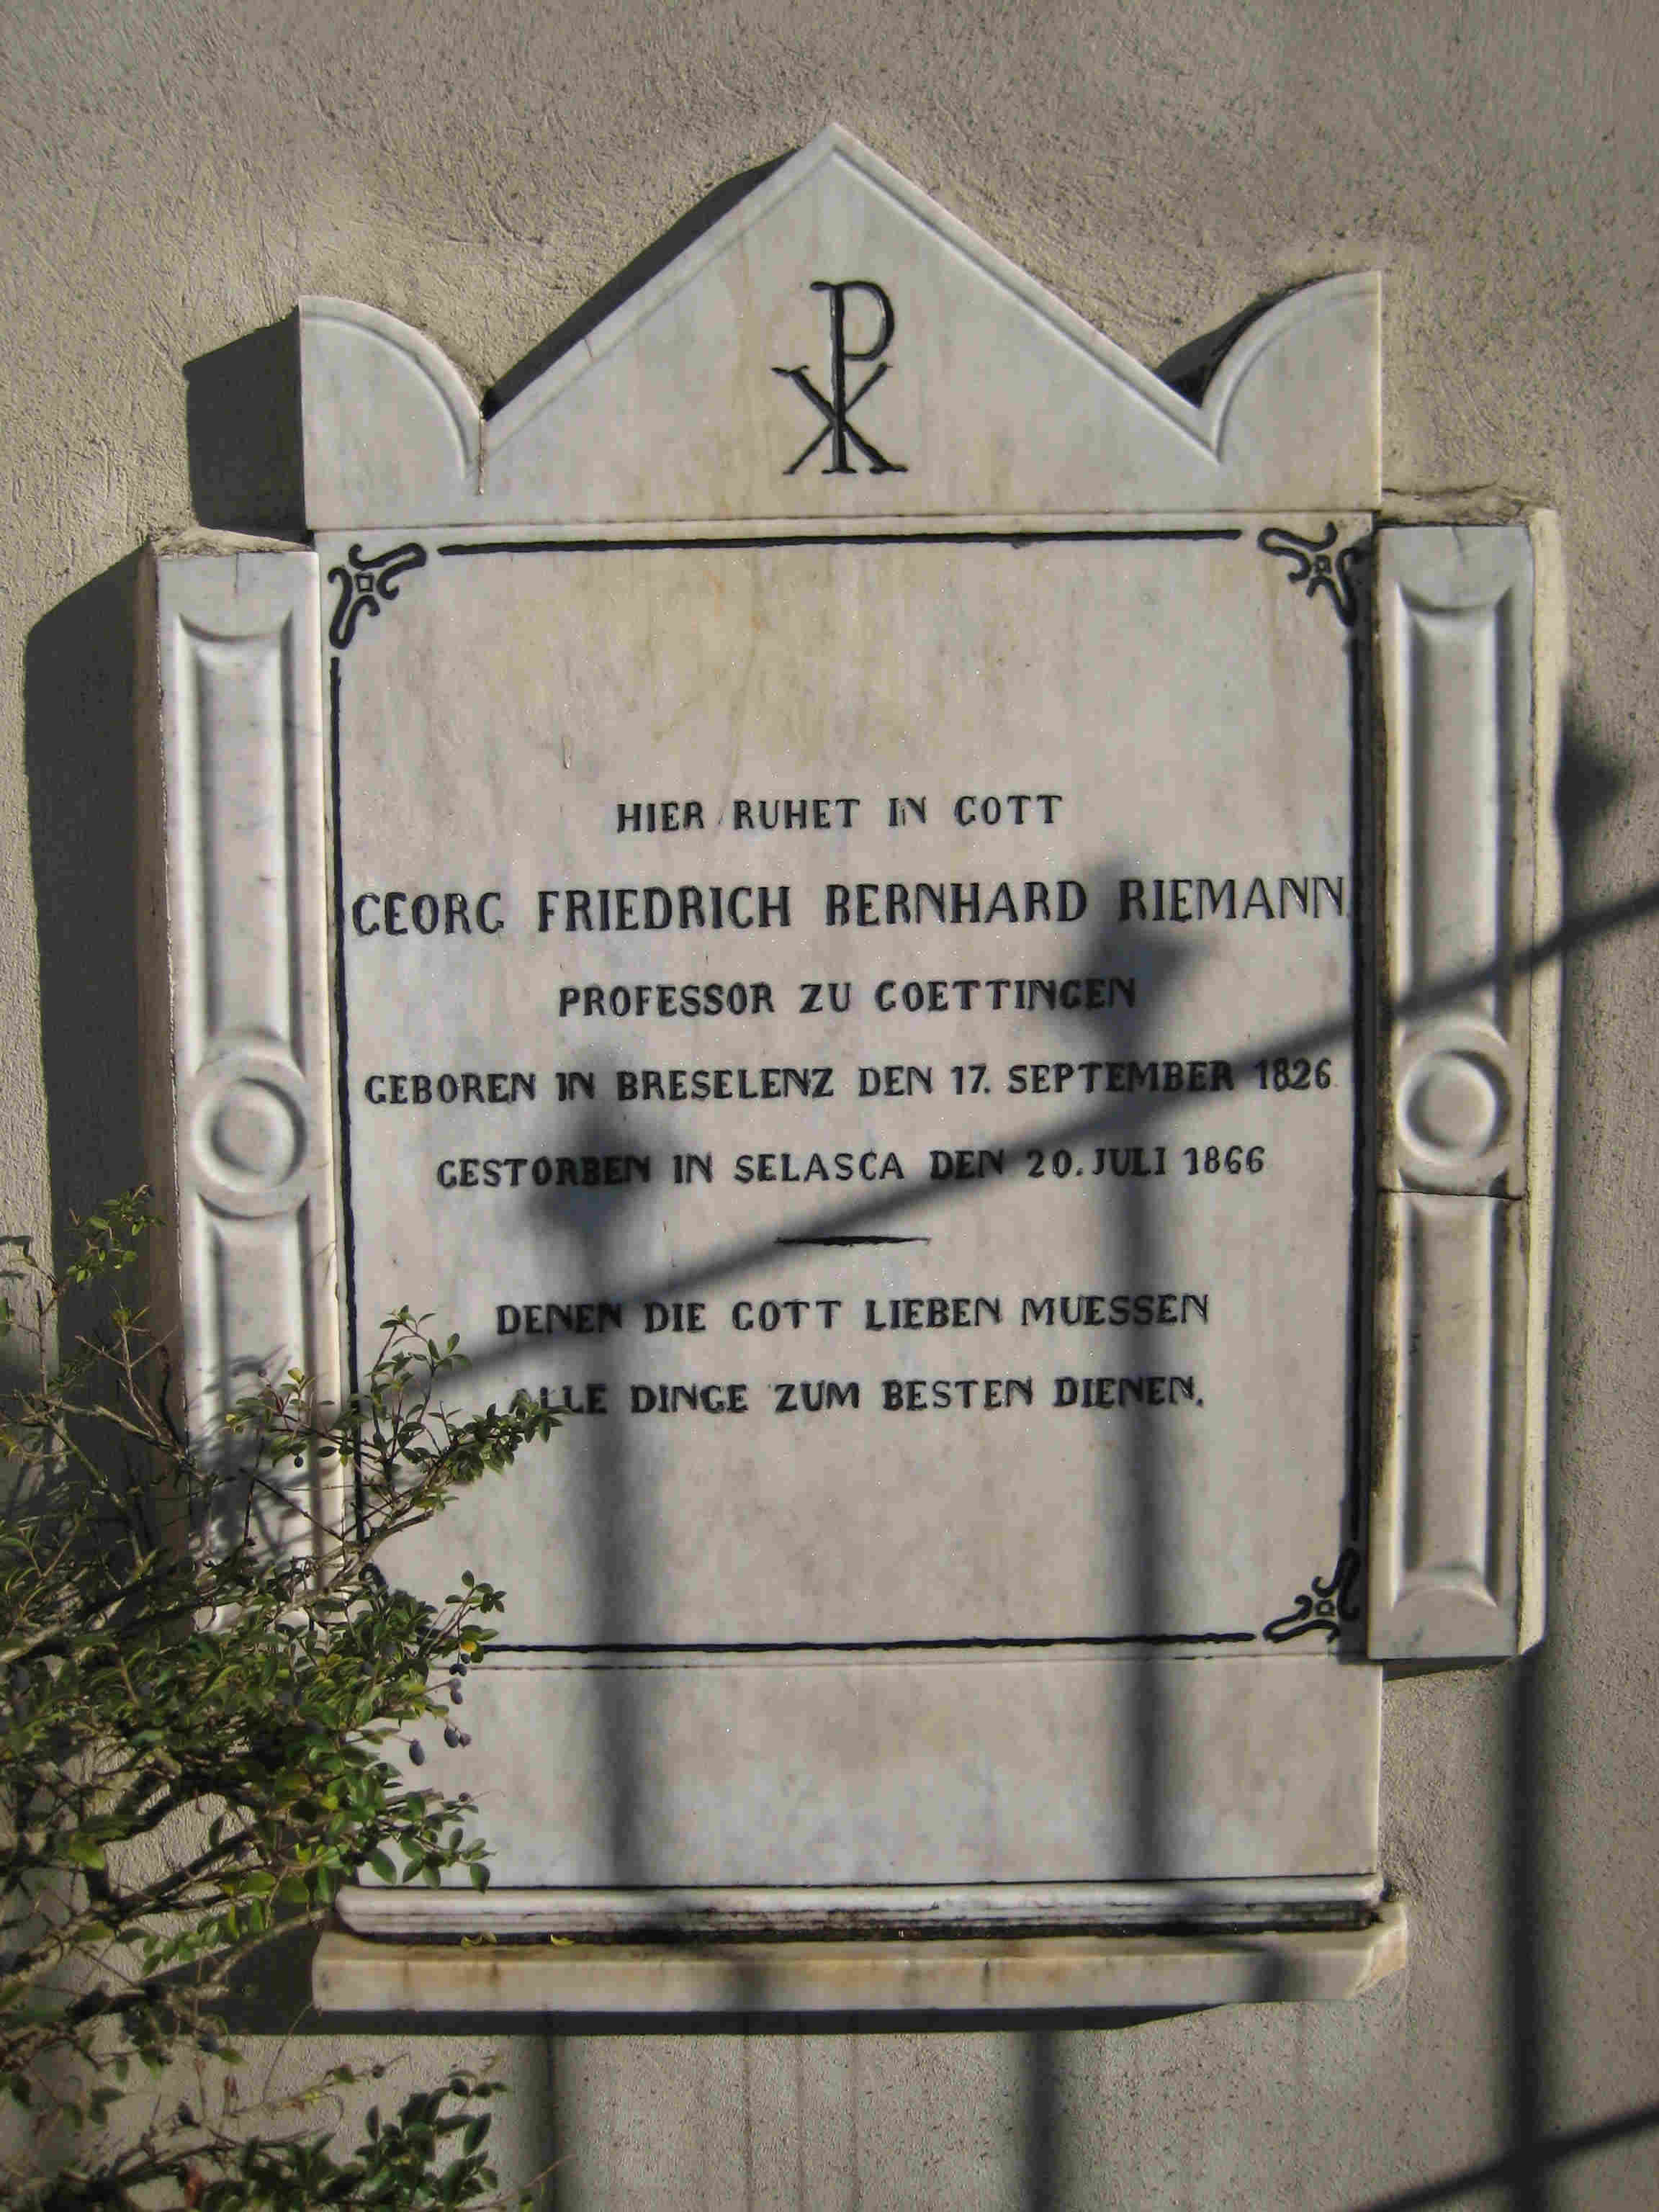 HIER RUHET IN GOTT
GEORG FRIEDRICH BERNHARD RIEMANN
PROFESSOR ZU GOETTINGEN
GEBOREN IN BRESELENZ DEN 17. SEPTEMBER 1826
GESTORBEN IN SELASCA DEN 20. JULI 1866
DENEN DIE GOTT LIEBEN MUESSEN
ALLE DINGE ZUM BESTEN DIENEN.